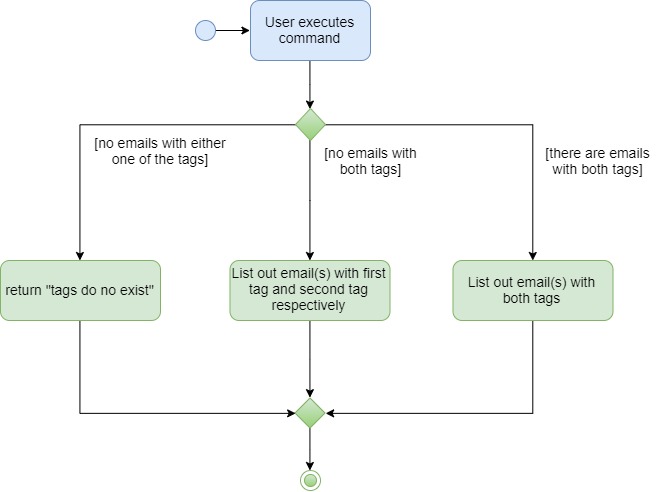 User executes
command
[no emails with either
one of the tags]
[no emails with
both tags]
[there are emails
with both tags]
return "tags do no exist"
List out email(s) with first
tag and second tag
respectively
List out email(s) with
both tags